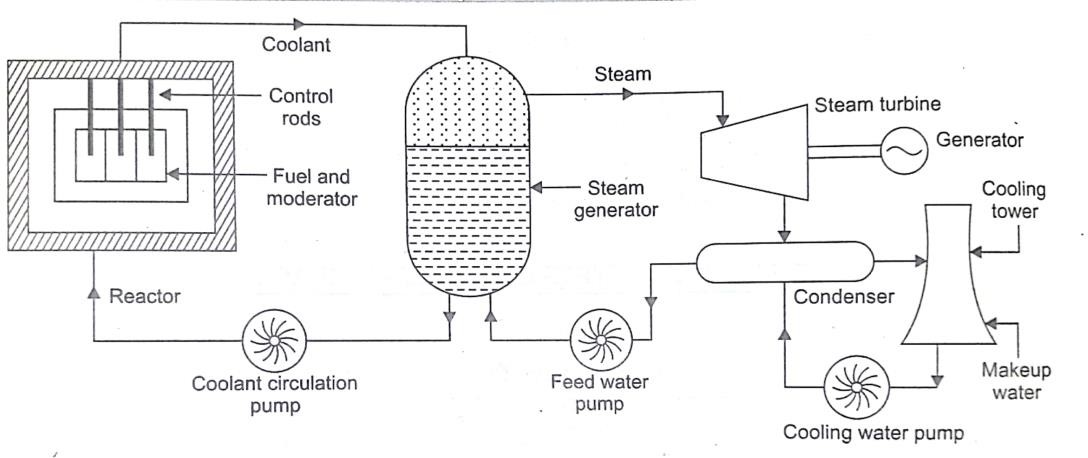 Coolant
Steam
Control
rods
Steam turbine
Generator
Fuel and
moderator
Steam
generator
Cooling
tower
Reactor
Condenser
Coolant circulation
pump
Feed water
pump
Makeup
water
Cooling water pump